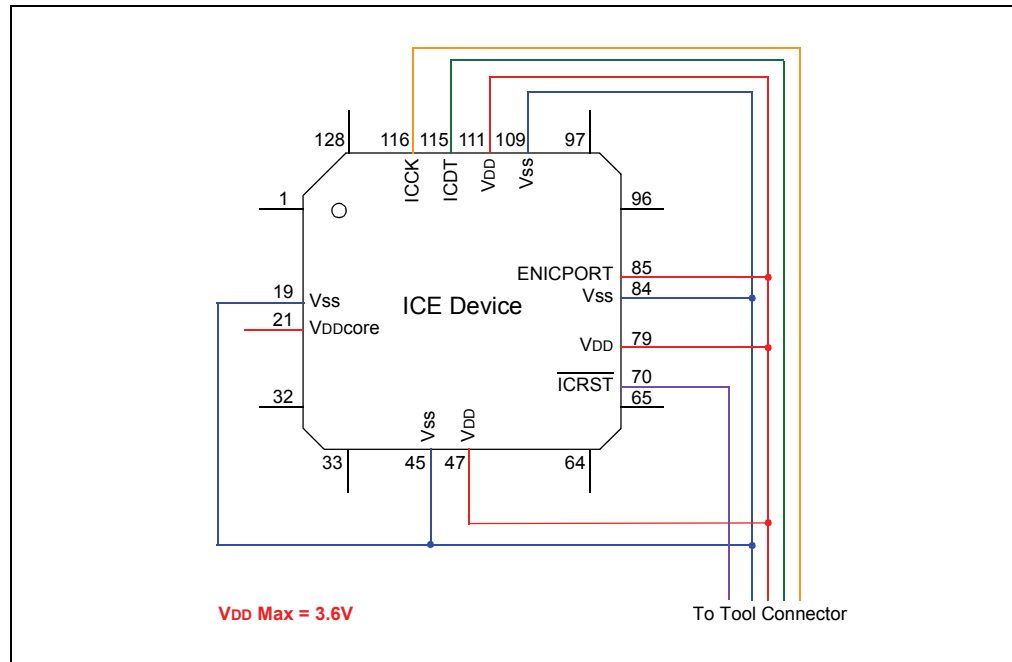 128
116
115
111
109
97
ICCK
ICDT
VDD
Vss
1
96
ENICPORT
85
Vss
84
19
Vss
ICE Device
21
VDDcore
VDD
79
ICRST
70
32
65
Vss
VDD
33
45
47
64
VDD Max = 3.6V
To Tool Connector